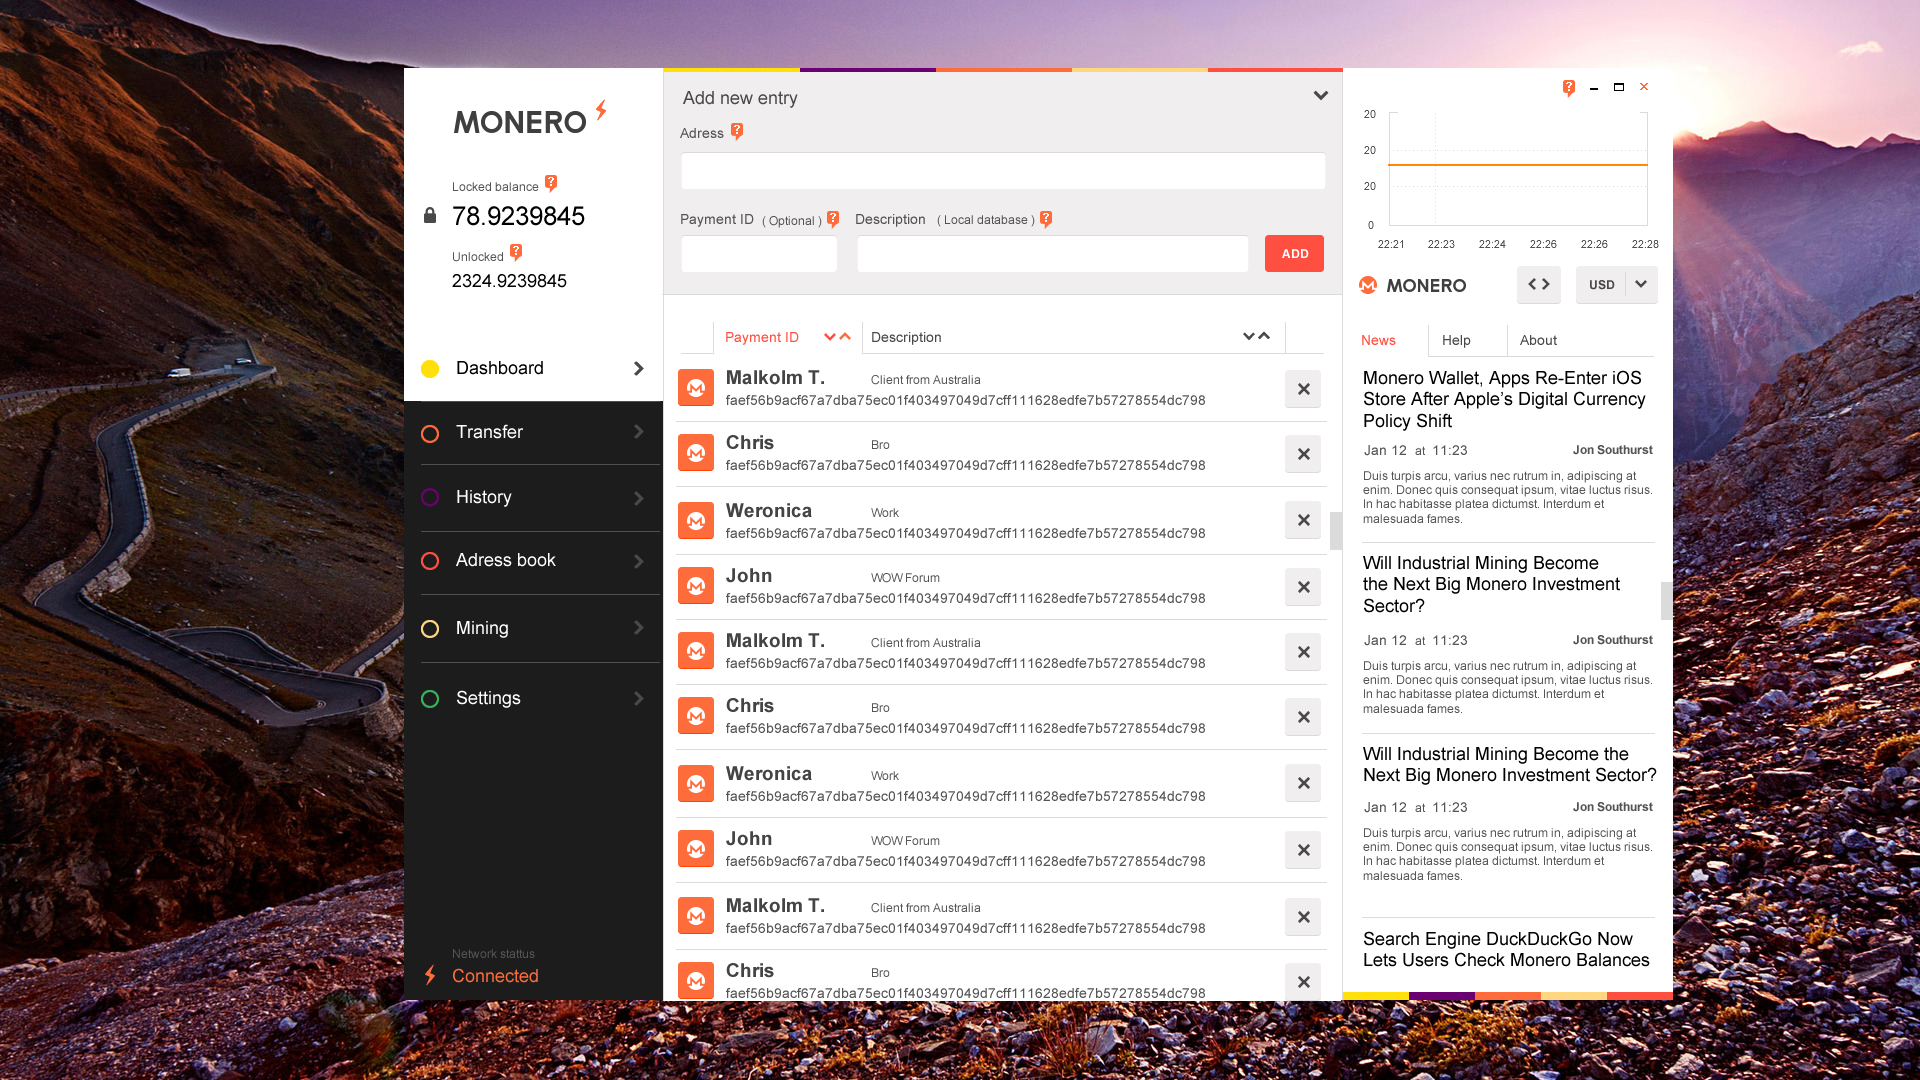 MONERO
Locked balance ?
78.9239845
Unlocked ?
2324.9239845
Dashboard
Transfer
History
Adress book
Mining
Settings
Network stattus
Connected
Add new entry
Adress ?
Payment ID ( Optional ) ? Description ( Local database ) ?
ADD
Payment ID Description
Malkolm T. Client from Australia
faef56b9acf67a7dba75ec01f403497049d7cff111628edfe7b57278554dc798
Chris Bro
faef56b9acf67a7dba75ec01f403497049d7cff111628edfe7b57278554dc798
Weronica Work
faef56b9acf67a7dba75ec01f403497049d7cff111628edfe7b57278554dc798
John WOW Forum
faef56b9acf67a7dba75ec01f403497049d7cff111628edfe7b57278554dc798
Malkolm T. Client from Australia
faef56b9acf67a7dba75ec01f403497049d7cff111628edfe7b57278554dc798
Chris Bro
faef56b9acf67a7dba75ec01f403497049d7cff111628edfe7b57278554dc798
Weronica Work
faef56b9acf67a7dba75ec01f403497049d7cff111628edfe7b57278554dc798
John WOW Forum
faef56b9acf67a7dba75ec01f403497049d7cff111628edfe7b57278554dc798
Malkolm T. Client from Australia
faef56b9acf67a7dba75ec01f403497049d7cff111628edfe7b57278554dc798
Chris Bro
faef56b9acf67a7dba75ec01f403497049d7cff111628edfe7b57278554dc798
?
20
20
20
0
22:21 22:23 22:24 22:26 22:26 22:28
MONERO USD
News Help About
Monero Wallet, Apps Re-Enter iOS
Store After Apple’s Digital Currency
Policy Shift
Jan 12 at 11:23 Jon Southurst
Duis turpis arcu, varius nec rutrum in, adipiscing at
enim. Donec quis consequat ipsum, vitae luctus risus.
In hac habitasse platea dictumst. Interdum et
malesuada fames.
Will Industrial Mining Become
the Next Big Monero Investment
Sector?
Jan 12 at 11:23 Jon Southurst
Duis turpis arcu, varius nec rutrum in, adipiscing at
enim. Donec quis consequat ipsum, vitae luctus risus.
In hac habitasse platea dictumst. Interdum et
malesuada fames.
Will Industrial Mining Become the
Next Big Monero Investment Sector?
Jan 12 at 11:23 Jon Southurst
Duis turpis arcu, varius nec rutrum in, adipiscing at
enim. Donec quis consequat ipsum, vitae luctus risus.
In hac habitasse platea dictumst. Interdum et
malesuada fames.
Search Engine DuckDuckGo Now
Lets Users Check Monero Balances